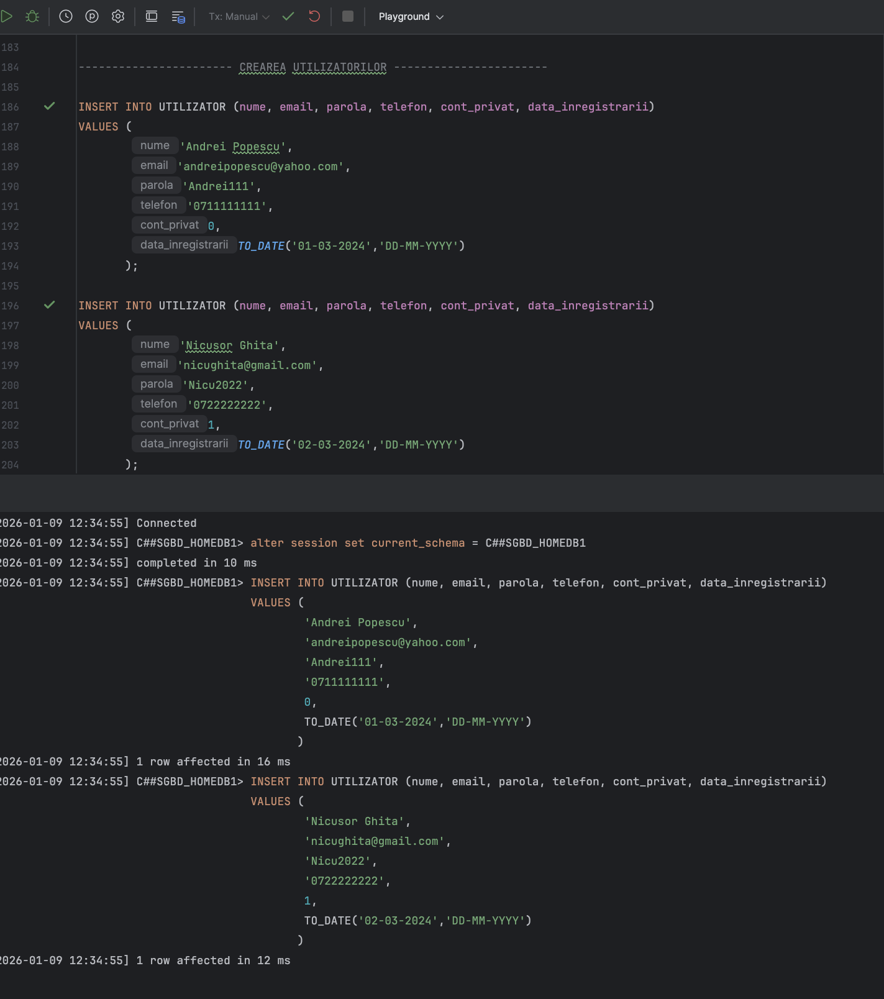 Tx: Manual Playground
183
184 ----------------------- CREAREA UTILIZATORILOR -----------------------
185
186 INSERT INTO UTILIZATOR (nume, email, parola, telefon, cont_privat, data_inregistrarii)
187 VALUES (
188 nume 'Andrei Popescu',
189 email 'andreipopescu@yahoo.com',
190 parola 'Andrei111',
191 telefon '0711111111',
192 cont_privat 0,
193 data_inregistrarii TO_DATE('01-03-2024','DD-MM-YYYY')
194 );
195
196 INSERT INTO UTILIZATOR (nume, email, parola, telefon, cont_privat, data_inregistrarii)
197 VALUES (
198 nume 'Nicusor Ghita',
199 email 'nicughita@gmail.com',
200 parola 'Nicu2022',
201 telefon '0722222222',
202 cont_privat 1,
203 data_inregistrarii TO_DATE('02-03-2024','DD-MM-YYYY')
204 );
2026-01-09 12:34:55] Connected
2026-01-09 12:34:55] C##SGBD_HOMEDB1> alter session set current_schema = C##SGBD_HOMEDB1
2026-01-09 12:34:55] completed in 10 ms
2026-01-09 12:34:55] C##SGBD_HOMEDB1> INSERT INTO UTILIZATOR (nume, email, parola, telefon, cont_privat, data_inregistrarii)
VALUES (
'Andrei Popescu',
'andreipopescu@yahoo.com',
'Andrei111',
'0711111111',
0,
TO_DATE('01-03-2024','DD-MM-YYYY')
)
2026-01-09 12:34:55] 1 row affected in 16 ms
2026-01-09 12:34:55] C##SGBD_HOMEDB1> INSERT INTO UTILIZATOR (nume, email, parola, telefon, cont_privat, data_inregistrarii)
VALUES (
'Nicusor Ghita',
'nicughita@gmail.com',
'Nicu2022',
'0722222222',
1,
TO_DATE('02-03-2024','DD-MM-YYYY')
)
2026-01-09 12:34:55] 1 row affected in 12 ms